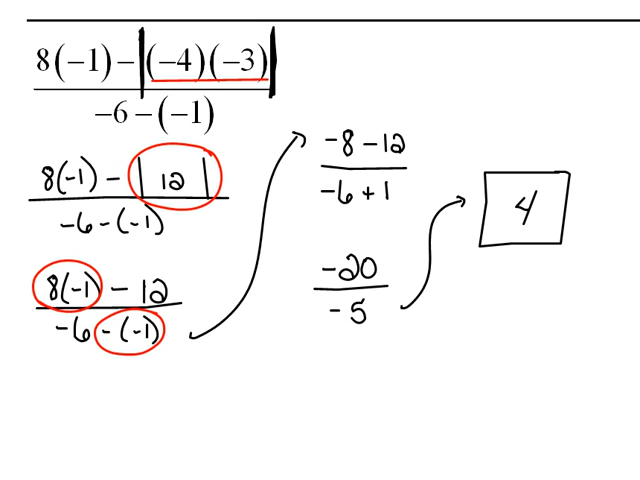 8(−1) − |(−4)(−3)|
−6 − (−1)
8(-1) - |12|
-6 - (-1)
8(-1) - 12
-6 - (-1)
-8 - 12
-6 + 1
-20
-5
4